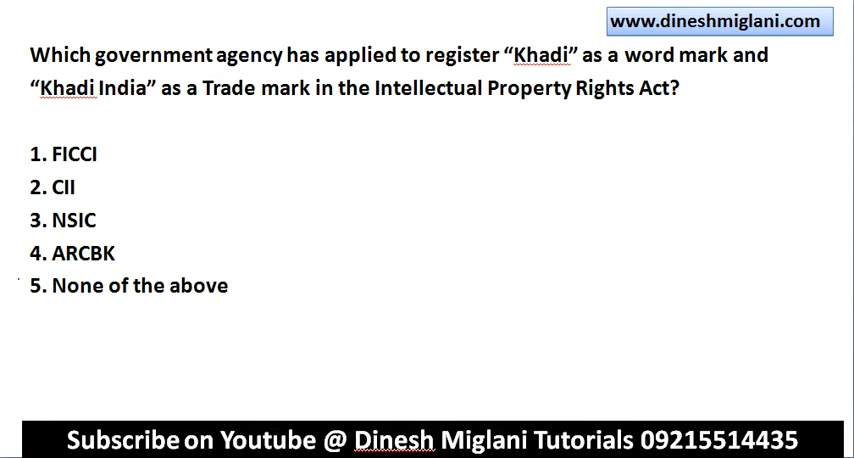 www.dineshmiglani.com
Which government agency has applied to register “Khadi” as a word mark and
“Khadi India” as a Trade mark in the Intellectual Property Rights Act?
1. FICCI
2. CII
3. NSIC
4. ARCBK
5. None of the above
Subscribe on Youtube @ Dinesh Miglani Tutorials 09215514435